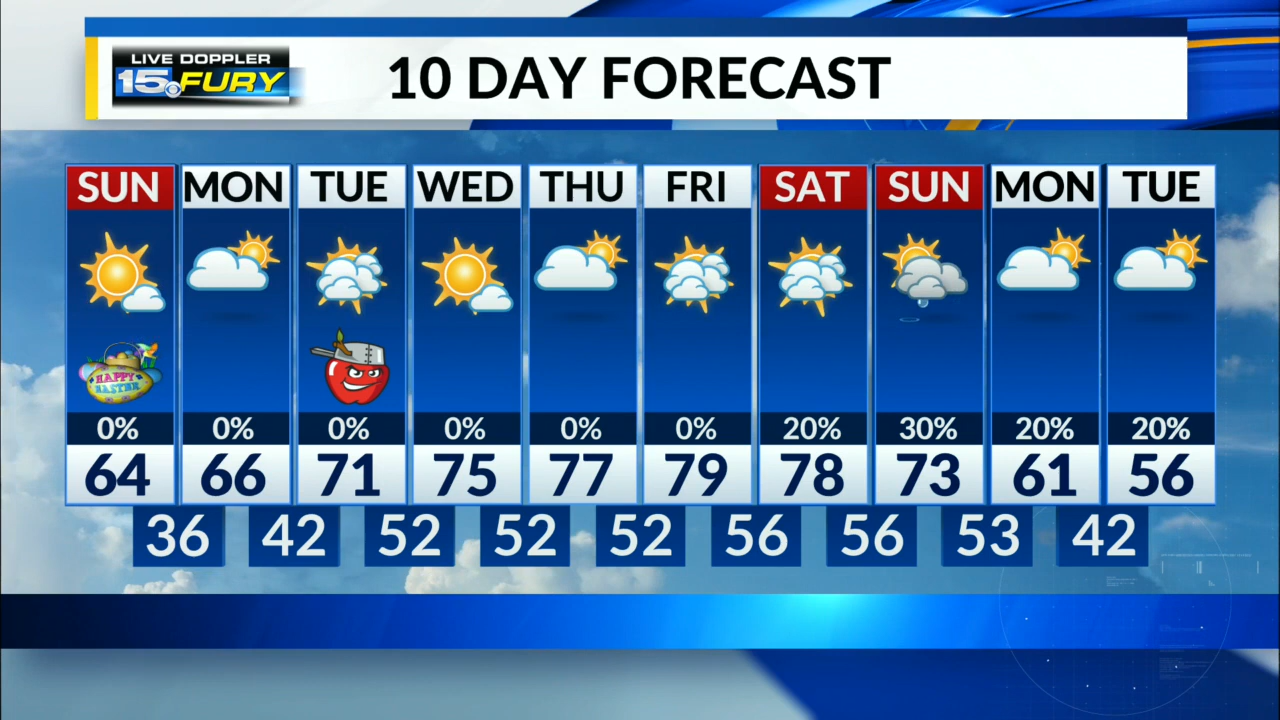 LIVE DOPPLER
15 FURY
10 DAY FORECAST
SUN MON TUE WED THU FRI SAT SUN MON TUE
HAPPY
EASTER
0% 0% 0% 0% 0% 0% 20% 30% 20% 20%
64 66 71 75 77 79 78 73 61 56
36 42 52 52 52 56 56 53 42